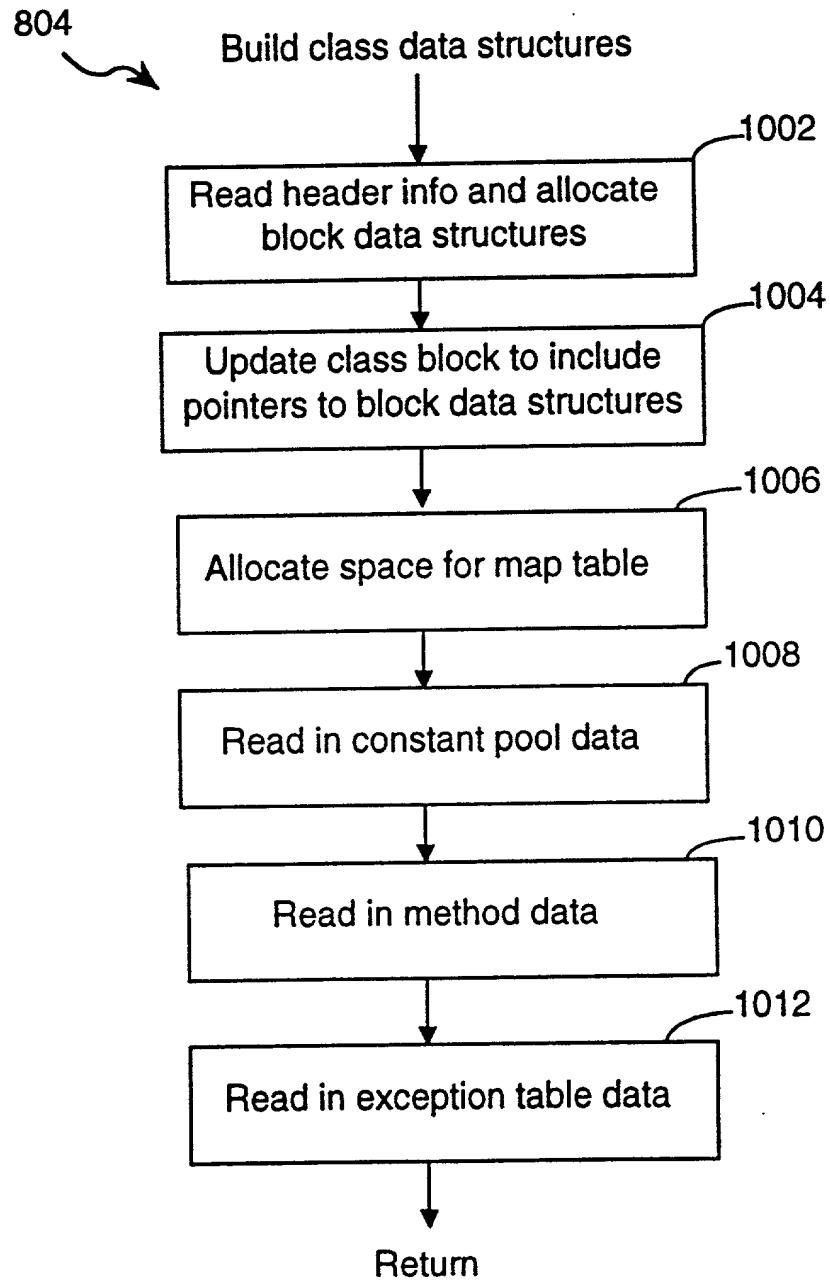 804
Build class data structures
1002
Read header info and allocate
block data structures
1004
Update class block to include
pointers to block data structures
1006
Allocate space for map table
1008
Read in constant pool data
1010
Read in method data
1012
Read in exception table data
Return